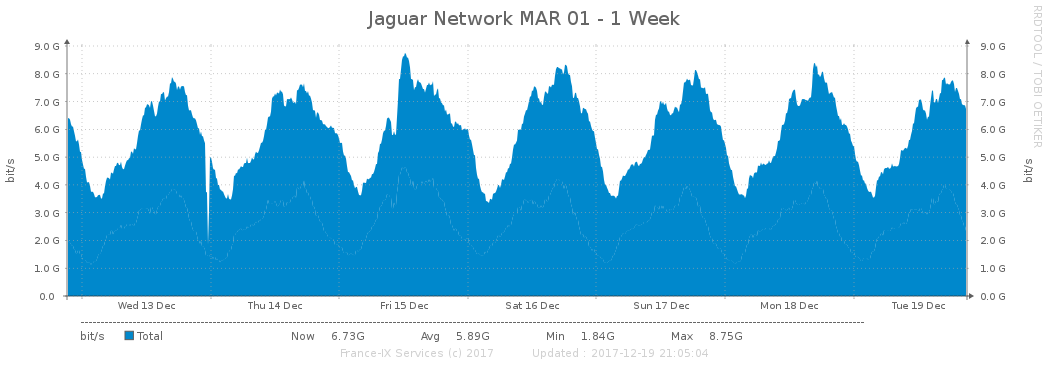 Jaguar Network MAR 01 - 1 Week
RRDTOOL / TOBI OETIKER
bit/s
9.0 G 9.0 G
8.0 G 8.0 G
7.0 G 7.0 G
6.0 G 6.0 G
5.0 G 5.0 G
4.0 G 4.0 G
3.0 G 3.0 G
2.0 G 2.0 G
1.0 G 1.0 G
0.0 0.0 G
bit/s
Wed 13 Dec Thu 14 Dec Fri 15 Dec Sat 16 Dec Sun 17 Dec Mon 18 Dec Tue 19 Dec
bit/s Total Now 6.73G Avg 5.89G Min 1.84G Max 8.75G
France-IX Services (c) 2017 Updated : 2017-12-19 21:05:04